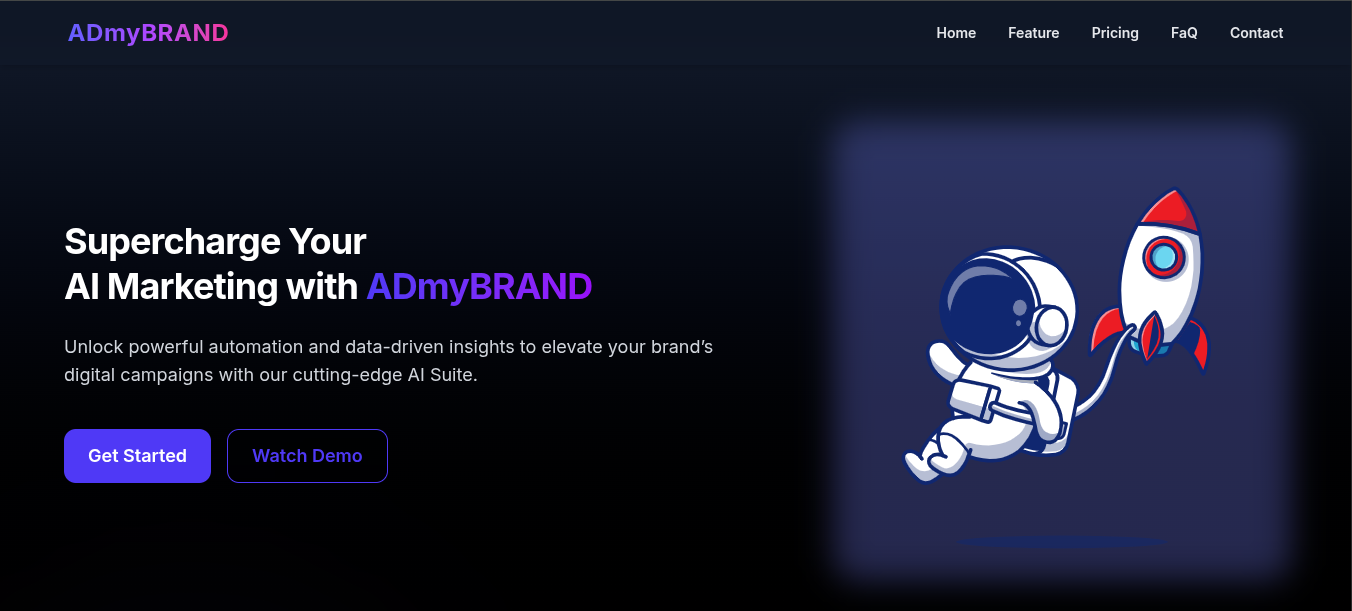 ADmyBRAND
Home Feature Pricing FaQ Contact
Supercharge Your
AI Marketing with ADmyBRAND
Unlock powerful automation and data-driven insights to elevate your brand’s
digital campaigns with our cutting-edge AI Suite.
Get Started Watch Demo